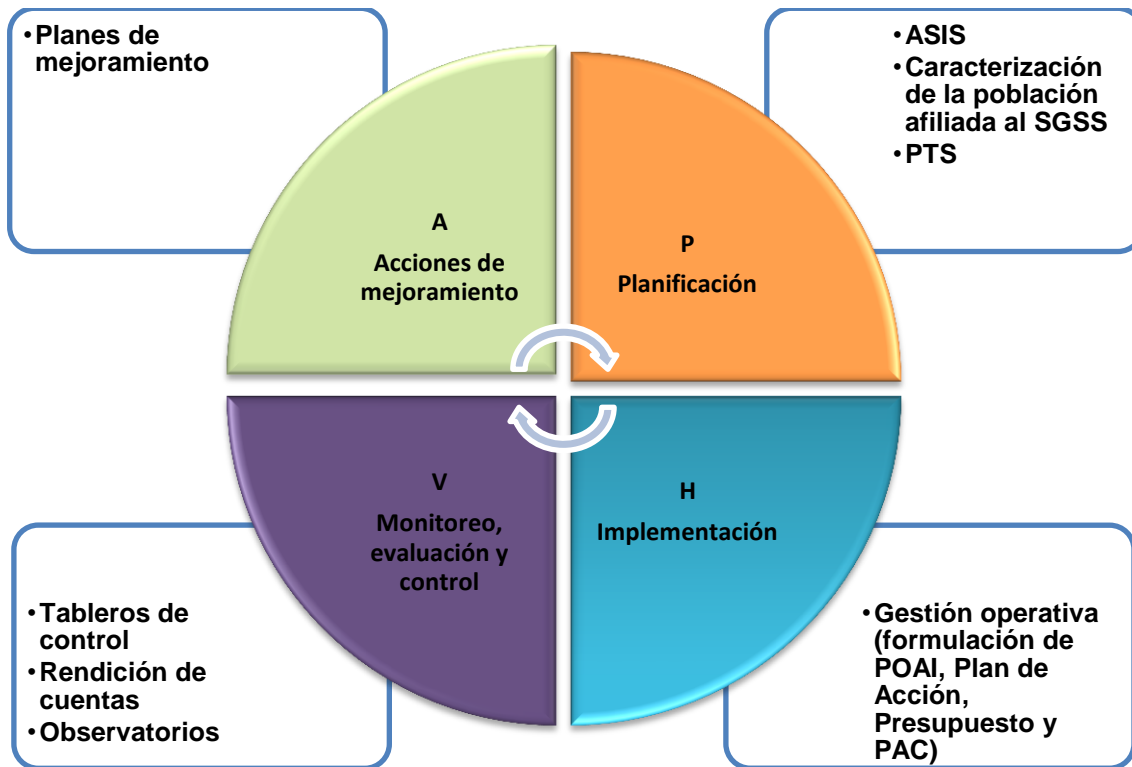 • Planes de
mejoramiento
• ASIS
• Caracterización
de la población
afiliada al SGSS
• PTS
A
Acciones de
mejoramiento
P
Planificación
V
Monitoreo,
evaluación y
control
H
Implementación
• Tableros de
control
• Rendición de
cuentas
• Observatorios
• Gestión operativa
(formulación de
POAI, Plan de
Acción,
Presupuesto y
PAC)